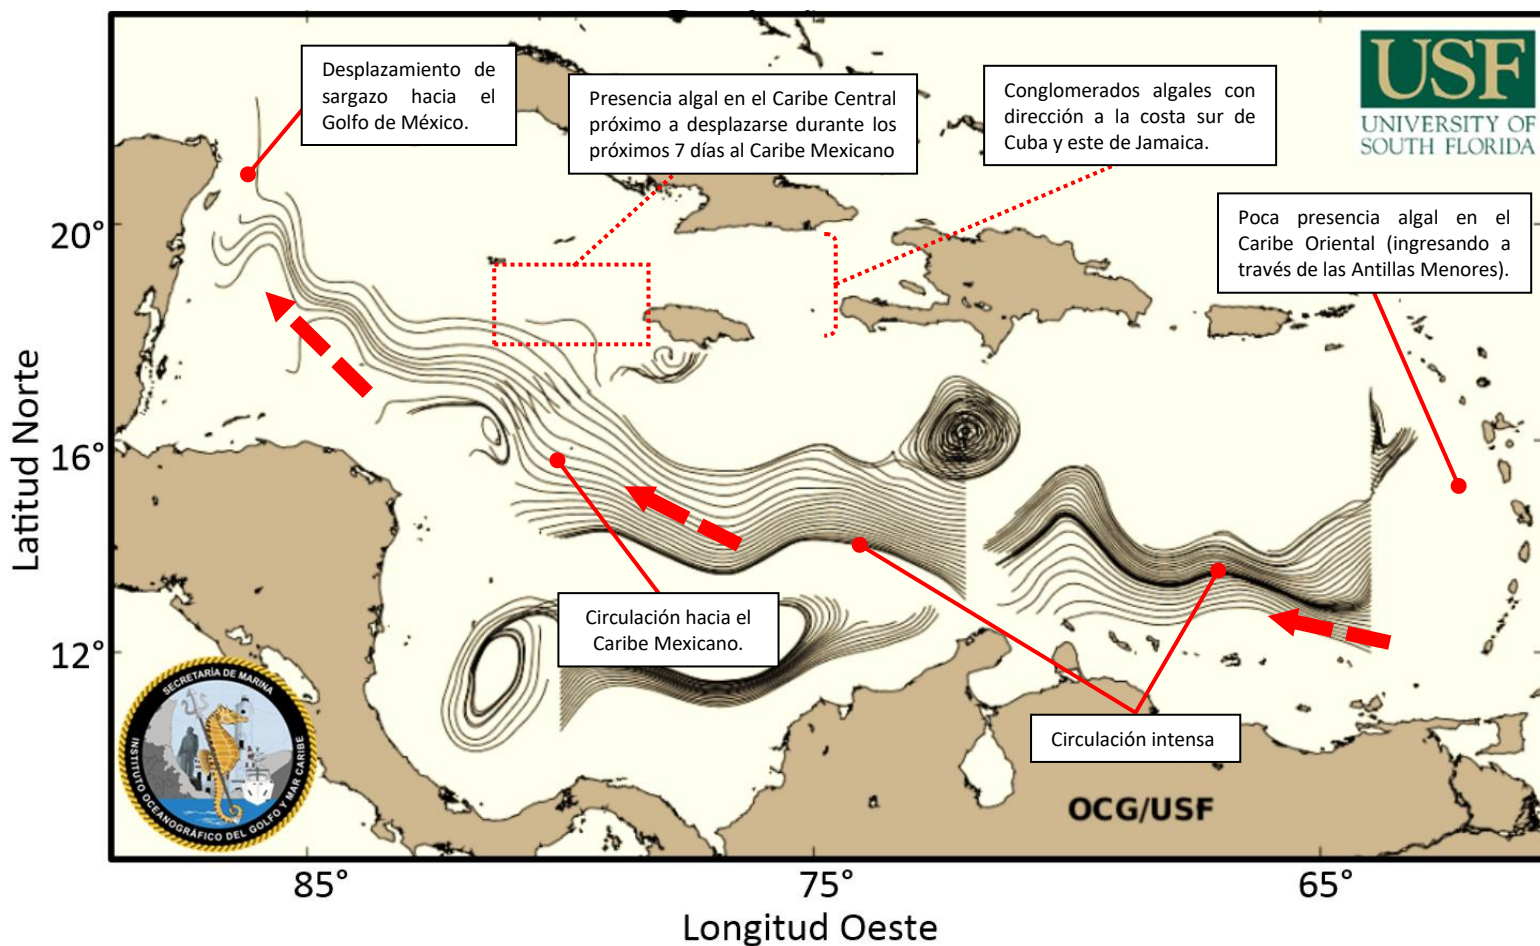 Desplazamiento de
sargazo hacia el
Golfo de México.
Presencia algal en el Caribe Central
próximo a desplazarse durante los
próximos 7 días al Caribe Mexicano
Conglomerados algales con
dirección a la costa sur de
Cuba y este de Jamaica.
USF
UNIVERSITY OF
SOUTH FLORIDA
Poca presencia algal en el
Caribe Oriental (ingresando a
través de las Antillas Menores).
Latitud Norte
20°
16°
12°
Circulación hacia el
Caribe Mexicano.
Circulación intensa
OCG/USF
SECRETARÍA DE MARINA
INSTITUTO OCEANOGRÁFICO DEL GOLFO Y MAR CARIBE
85°
75°
65°
Longitud Oeste